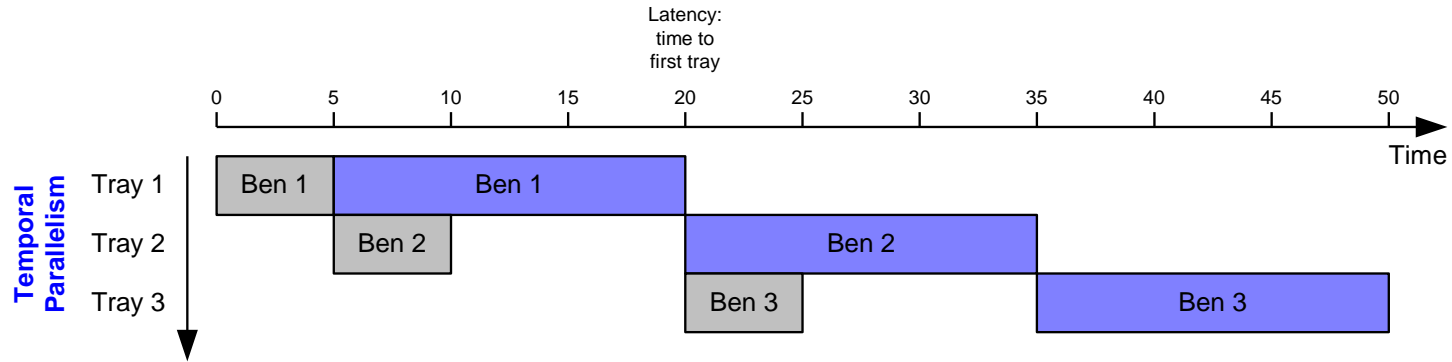 Latency:
time to
first tray
0 5 10 15 20 25 30 35 40 45 50
Time
Temporal
Parallelism
Tray 1 Ben 1 Ben 1
Tray 2 Ben 2 Ben 2
Tray 3 Ben 3 Ben 3